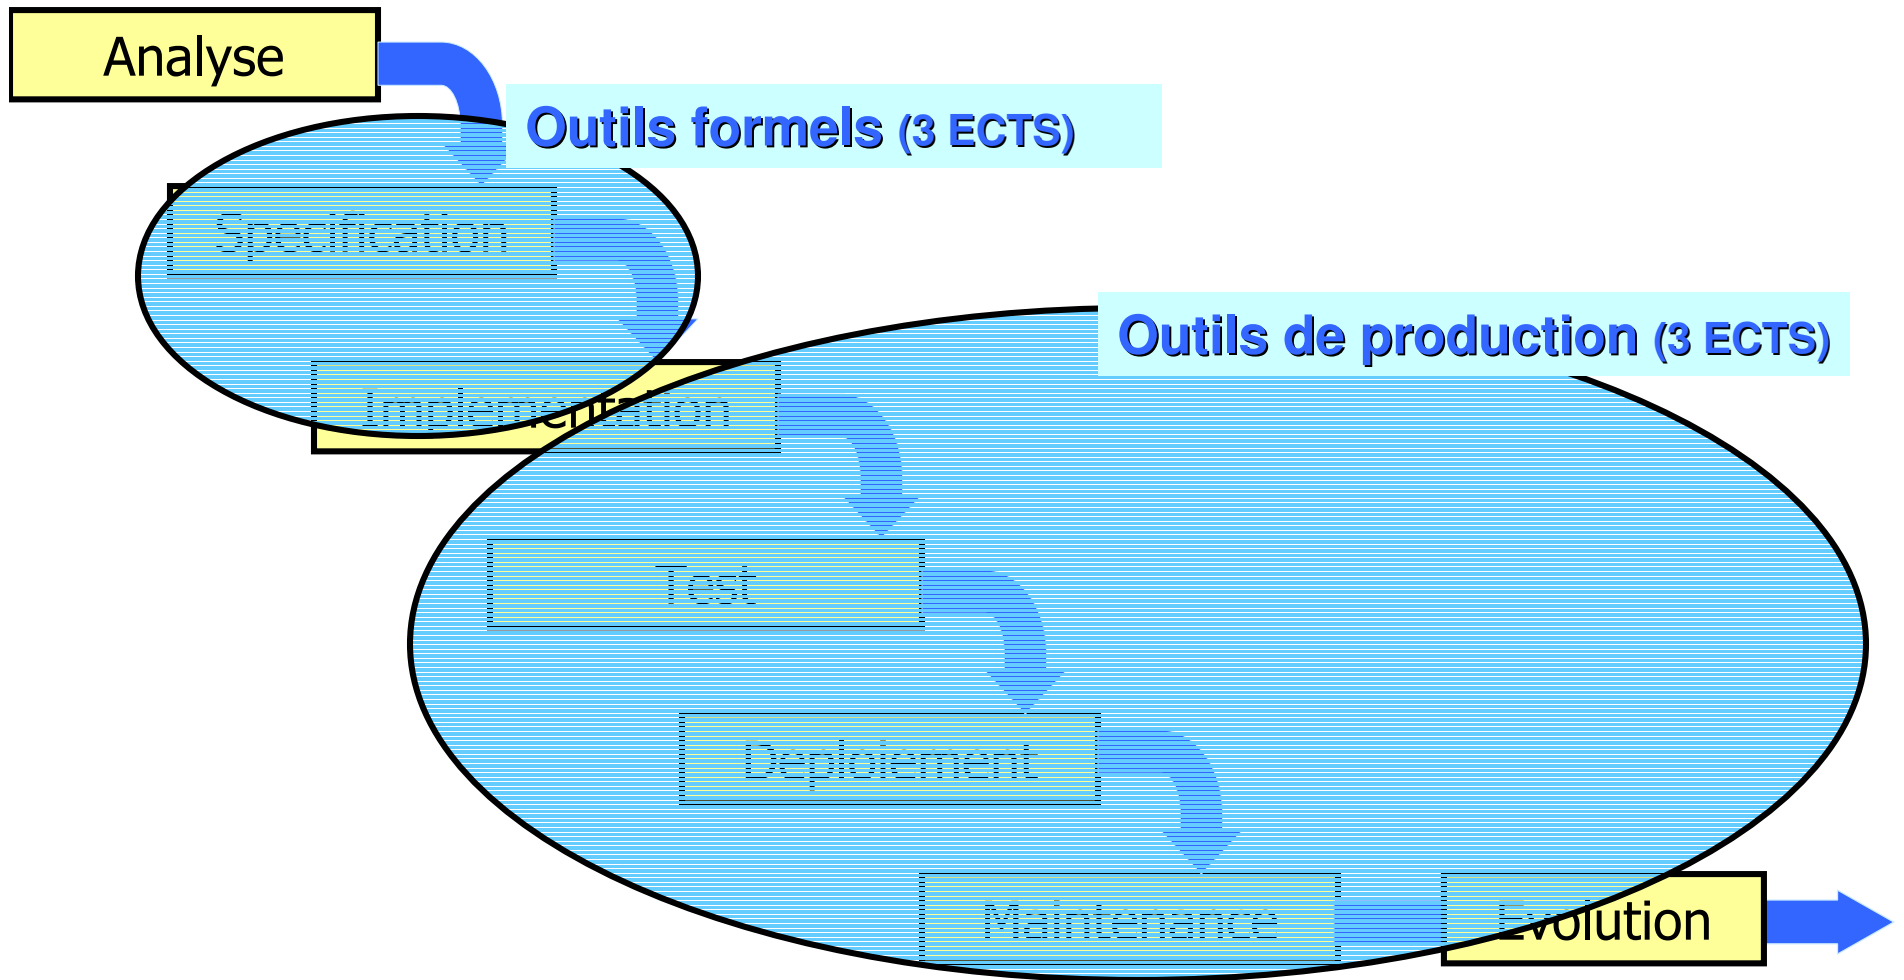 Analyse
Outils formels (3 ECTS)
Specification
Outils de production (3 ECTS)
Implementation
Test
Deploiement
Maintenance
Evolution